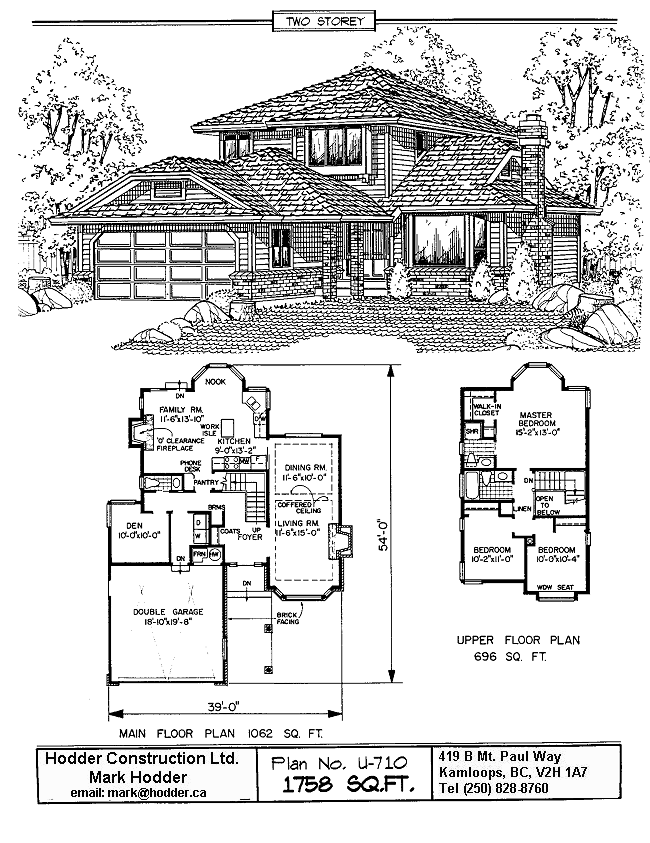 TWO STOREY
DN
NOOK
FAMILY RM.
11'-6"x13'-10"
WORK
ISLE
D/W
'O' CLEARANCE
FIREPLACE
KITCHEN
9'-0"x13'-2"
PHONE
DESK
MW
F
PANTRY
DINING RM.
11'-6"x10'-0"
COFFERED
CEILING
LIVING RM.
11'-6"x15'-0"
DEN
10'-0"x10'-0"
BRMS
D
W
COATS
UP
FOYER
DN
FRN
HW
DN
DOUBLE GARAGE
18'-10"x19'-8"
BRICK
FACING
54'-0"
39'-0"
MAIN FLOOR PLAN 1062 SQ. FT.
WALK-IN
CLOSET
SHR
MASTER
BEDROOM
15'-2"x13'-0"
DN
OPEN
TO
BELOW
LINEN
BEDROOM
10'-2"x11'-0"
BEDROOM
10'-0"x10'-4"
WDW SEAT
UPPER FLOOR PLAN
696 SQ. FT.
Hodder Construction Ltd.
Mark Hodder
email: mark@hodder.ca
Plan No. U-710
1758 SQ.FT.
419 B Mt. Paul Way
Kamloops, BC, V2H 1A7
Tel (250) 828-8760